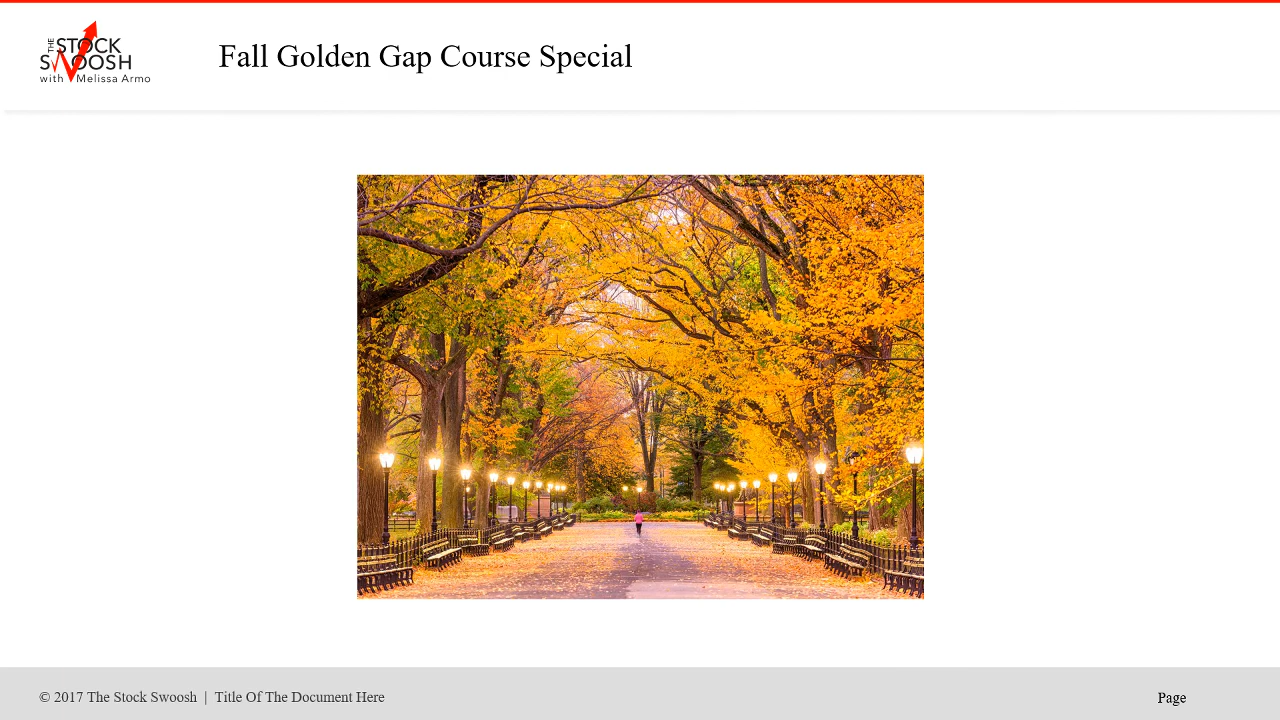 THE STOCK
SWOOSH
with Melissa Armo
Fall Golden Gap Course Special
© 2017 The Stock Swoosh | Title Of The Document Here
Page